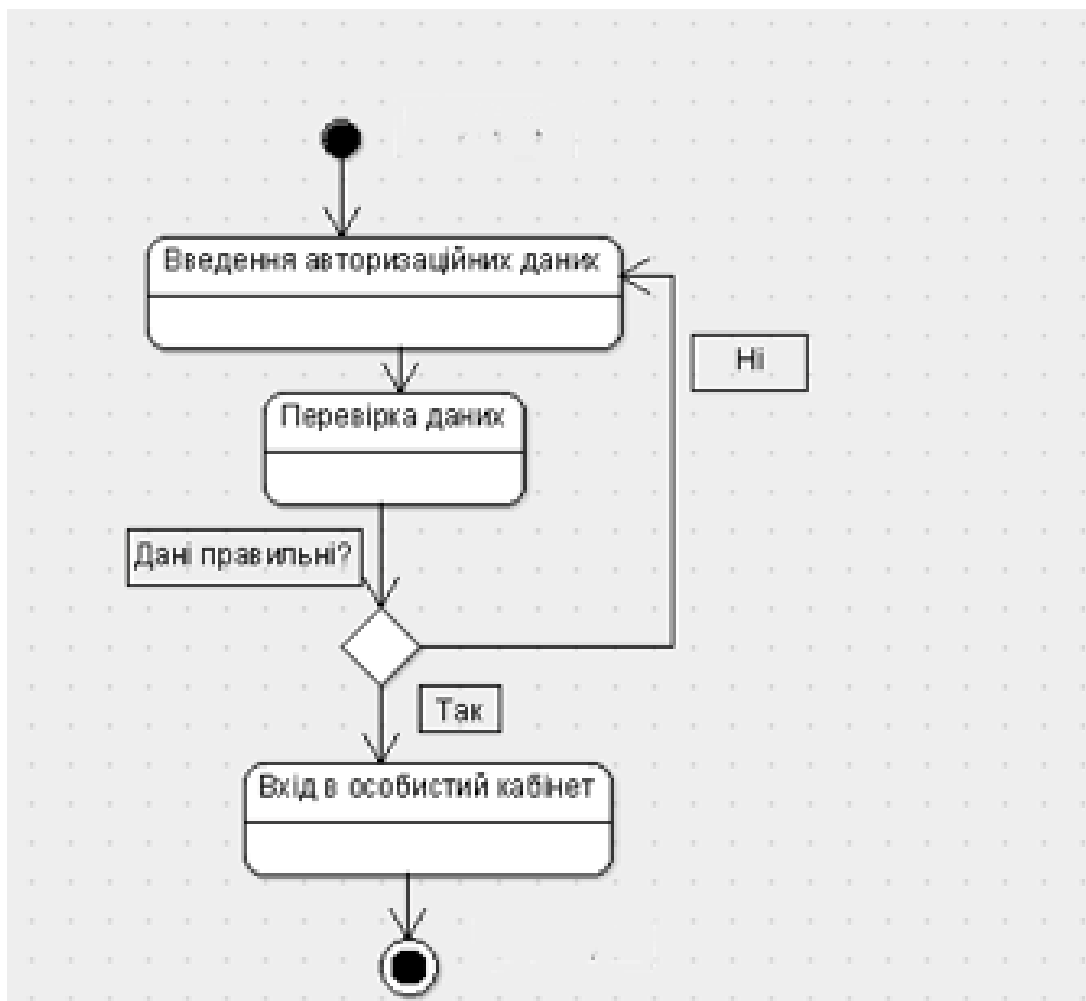 Введення авторизаційних даних
Ні
Перевірка даних
Дані правильні?
Так
Вхід в особистий кабінет